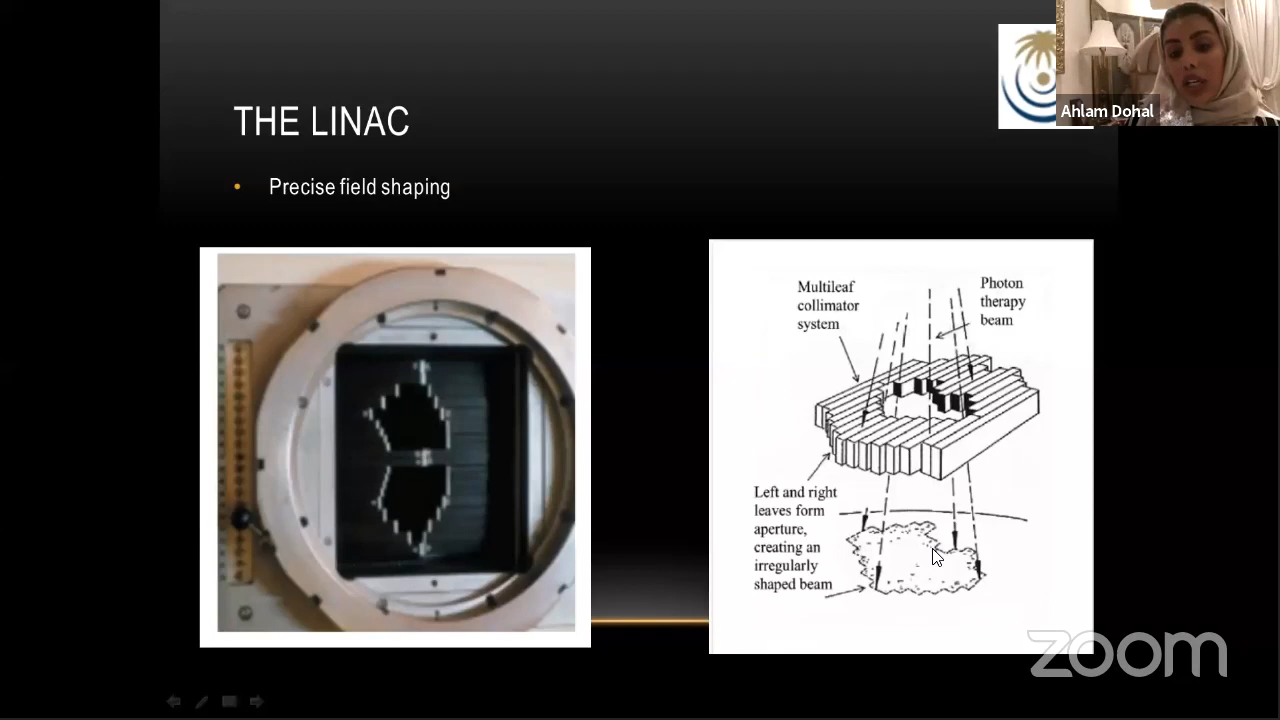 THE LINAC
Ahlam Dohal
• Precise field shaping
Multileaf
collimator
system
Photon
therapy
beam
Left and right
leaves form
aperture,
creating an
irregularly
shaped beam
zoom